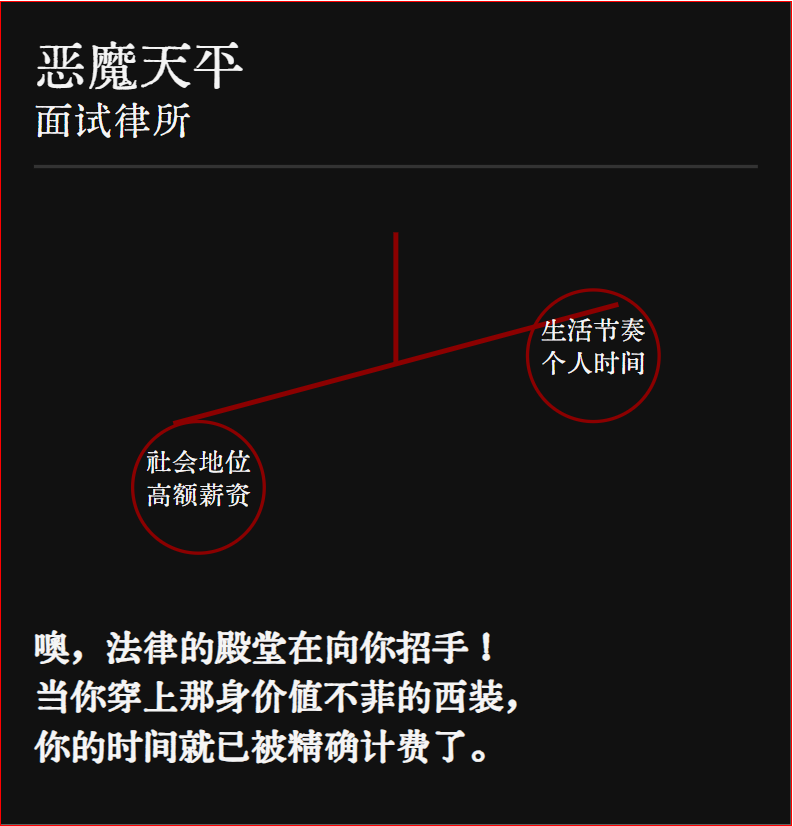 恶魔天平
面试律所
生活节奏
个人时间
社会地位
高额薪资
噢，法律的殿堂在向你招手！
当你穿上那身价值不菲的西装，
你的时间就已被精确计费了。